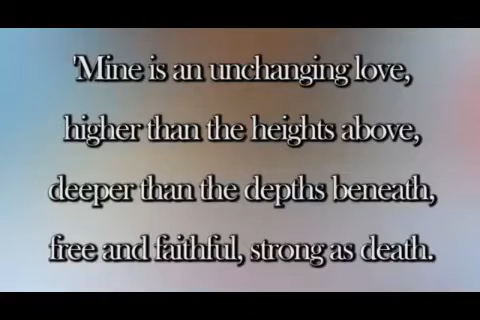 'Mine is an unchanging love,
higher than the heights above,
deeper than the depths beneath,
free and faithful, strong as death.